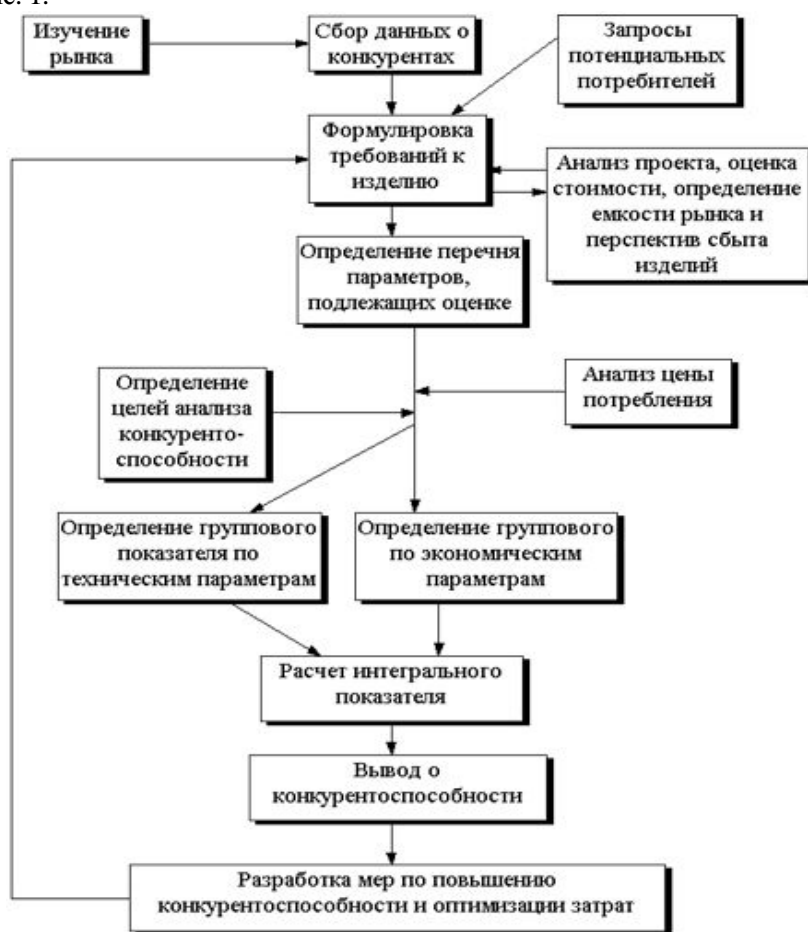 ис. 1.
Изучение
рынка
Сбор данных о
конкурентах
Запросы
потенциальных
потребителей
Формулировка
требований к
изделию
Анализ проекта, оценка
стоимости, определение
емкости рынка и
перспектив сбыта
изделий
Определение перечня
параметров,
подлежащих оценке
Определение
целей анализа
конкуренто-
способности
Анализ цены
потребления
Определение группового
показателя по
техническим параметрам
Определение группового
по экономическим
параметрам
Расчет интегрального
показателя
Вывод о
конкурентоспособности
Разработка мер по повышению
конкурентоспособности и оптимизации затрат